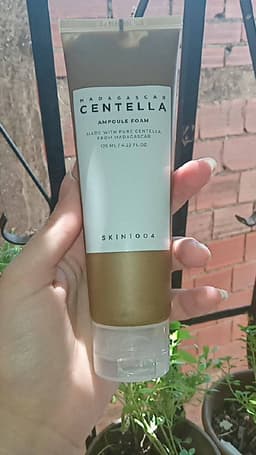 MADAGASCAR
CENTELLA
AMPOULE FOAM
MADE WITH PURE CENTELLA,
FROM MADAGASCAR
125 ML / 4.22 FL.OZ
SKIN1004